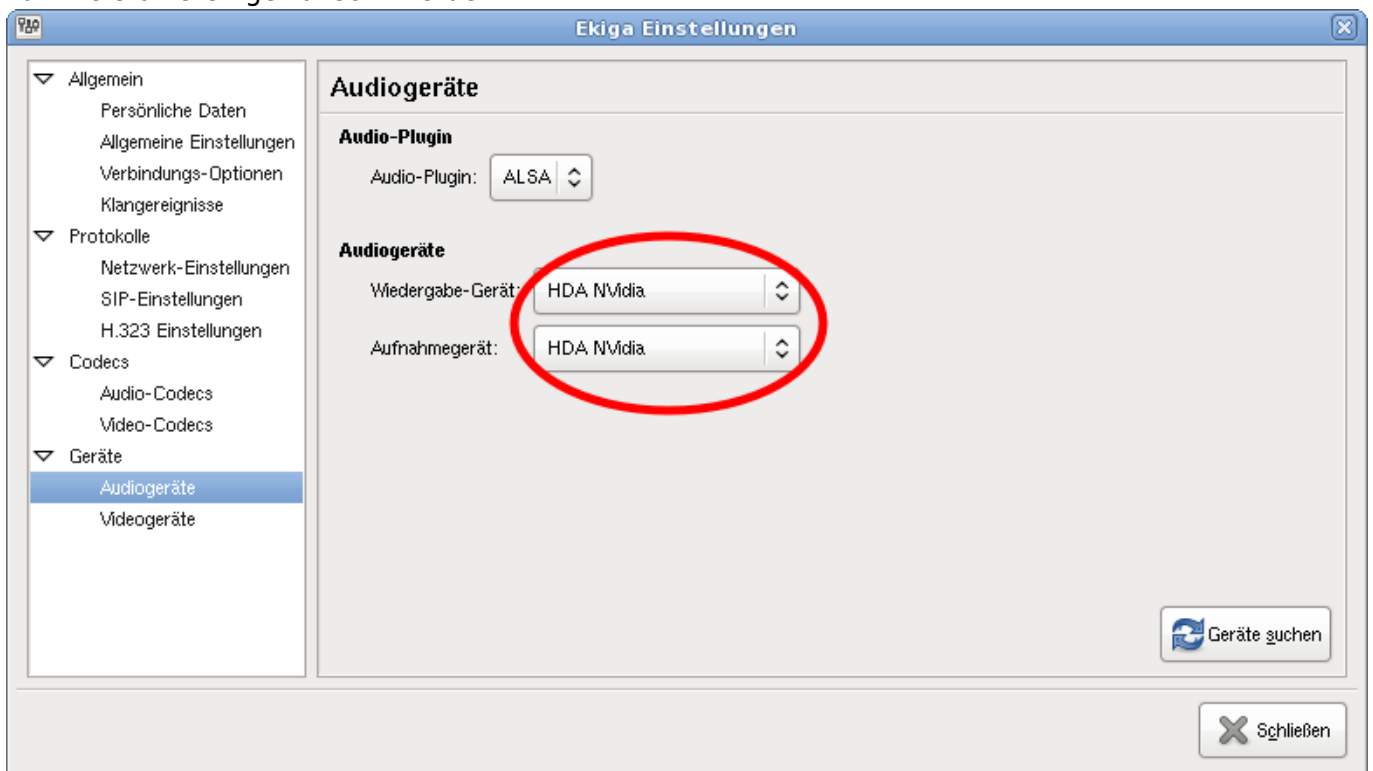 Ekiga Einstellungen
Allgemein
Persönliche Daten
Allgemeine Einstellungen
Verbindungs-Optionen
Klangereignisse
Protokolle
Netzwerk-Einstellungen
SIP-Einstellungen
H.323 Einstellungen
Codecs
Audio-Codecs
Video-Codecs
Geräte
Audiogeräte
Videogeräte
Audiogeräte
Audio-Plugin
Audio-Plugin: ALSA
Audiogeräte
Wiedergabe-Gerät: HDA NVidia
Aufnahmegerät: HDA NVidia
Geräte suchen
Schließen